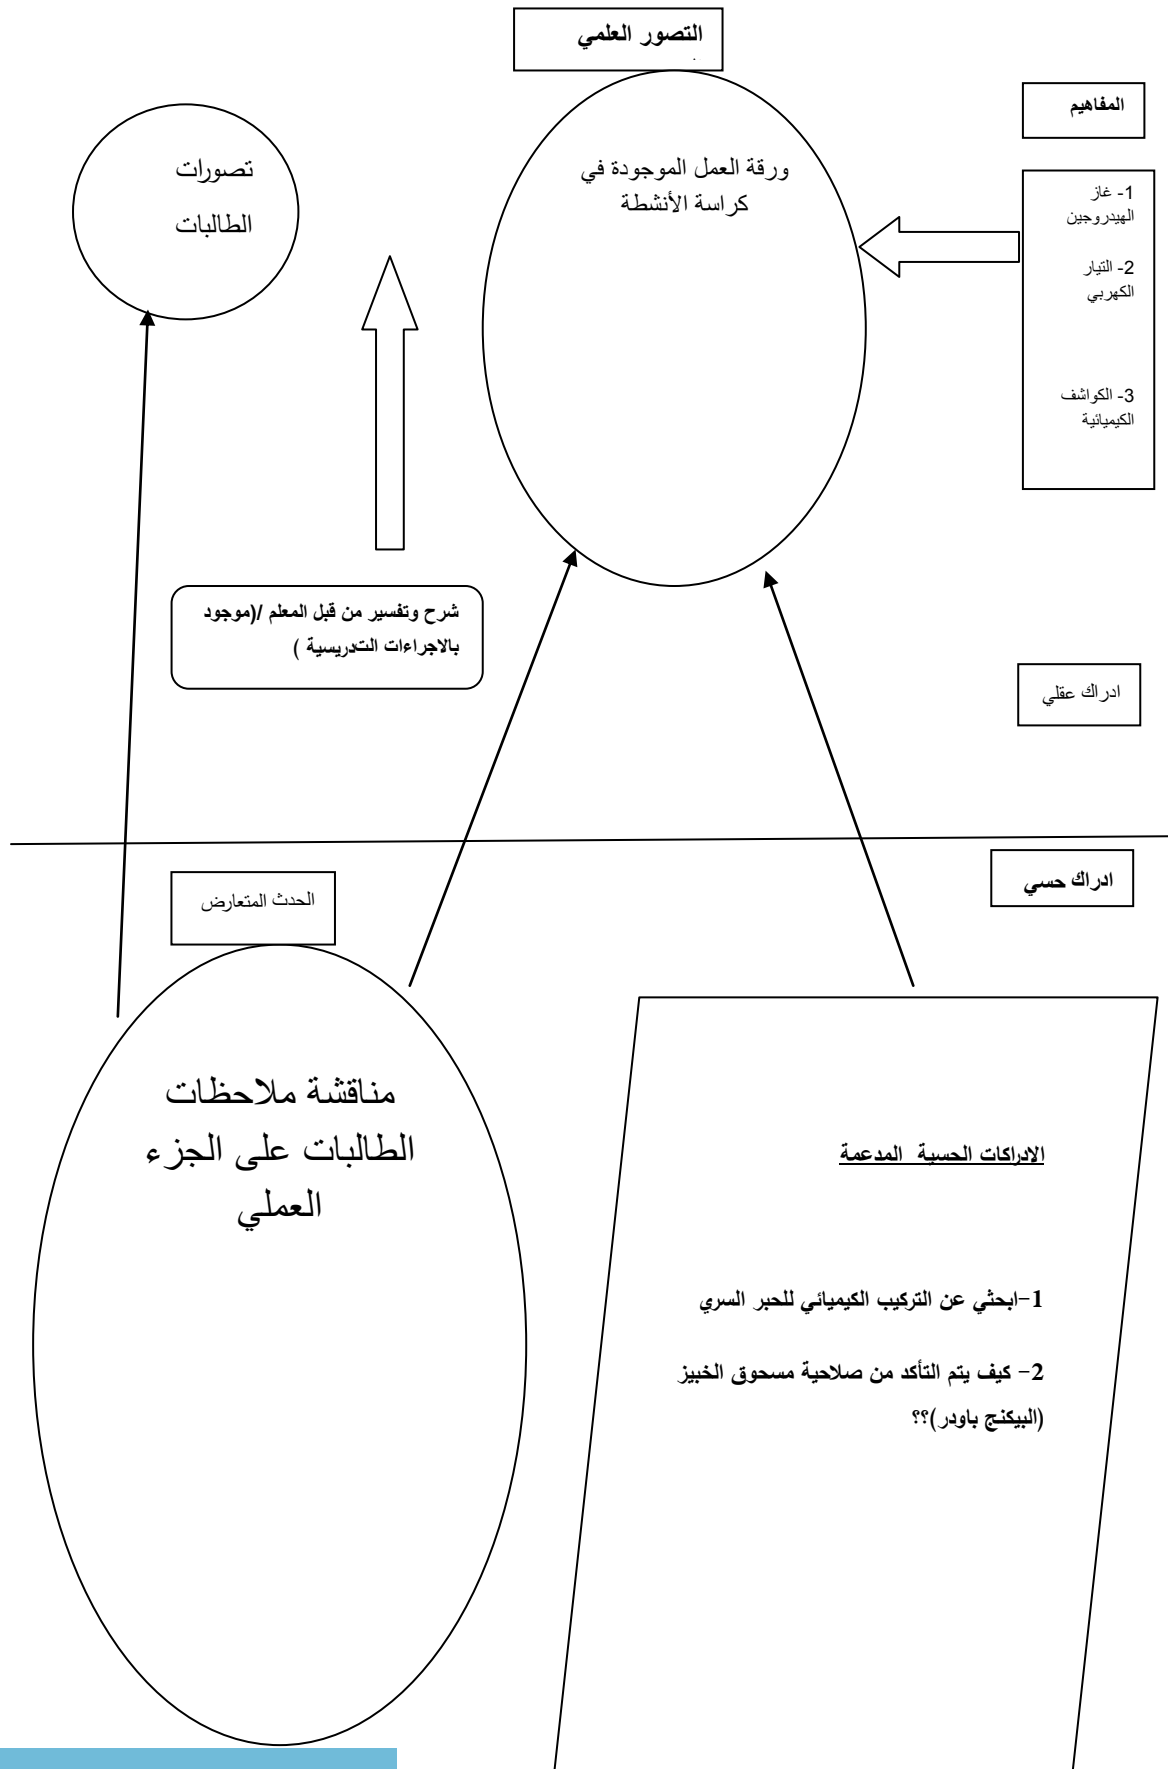 التصور العلمي
.
المفاهيم
تصورات
الطالبات
ورقة العمل الموجودة في
كراسة الأنشطة
1- غاز
الهيدروجين
2- التيار
الكهربي
3- الكواشف
الكيميائية
شرح وتفسير من قبل المعلم /(موجود
بالاجراءات التدريسية )
ادراك عقلي
ادراك حسي
الحدث المتعارض
مناقشة ملاحظات
الطالبات على الجزء
العملي
الادراكات الحسية المدعمة
1-ابحثي عن التركيب الكيميائي للحبر السري
2- كيف يتم التأكد من صلاحية مسحوق الخبيز
(البيكنج باودر)؟؟